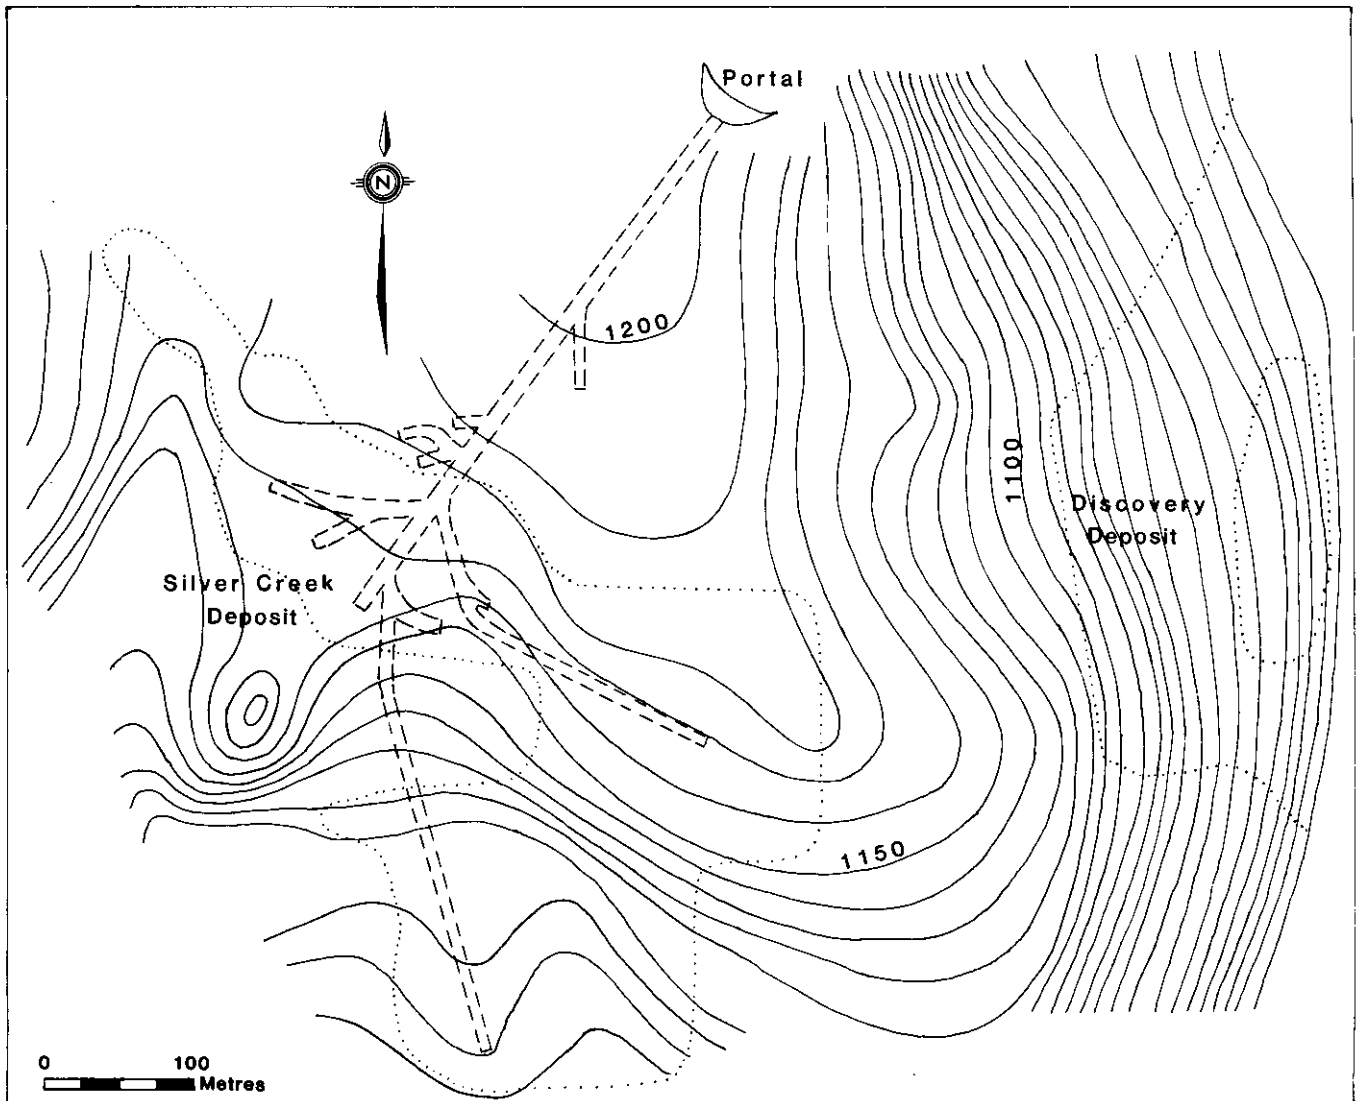 Portal
N
1200
1100
Discovery
Deposit
Silver Creek
Deposit
1150
0 100
Metres